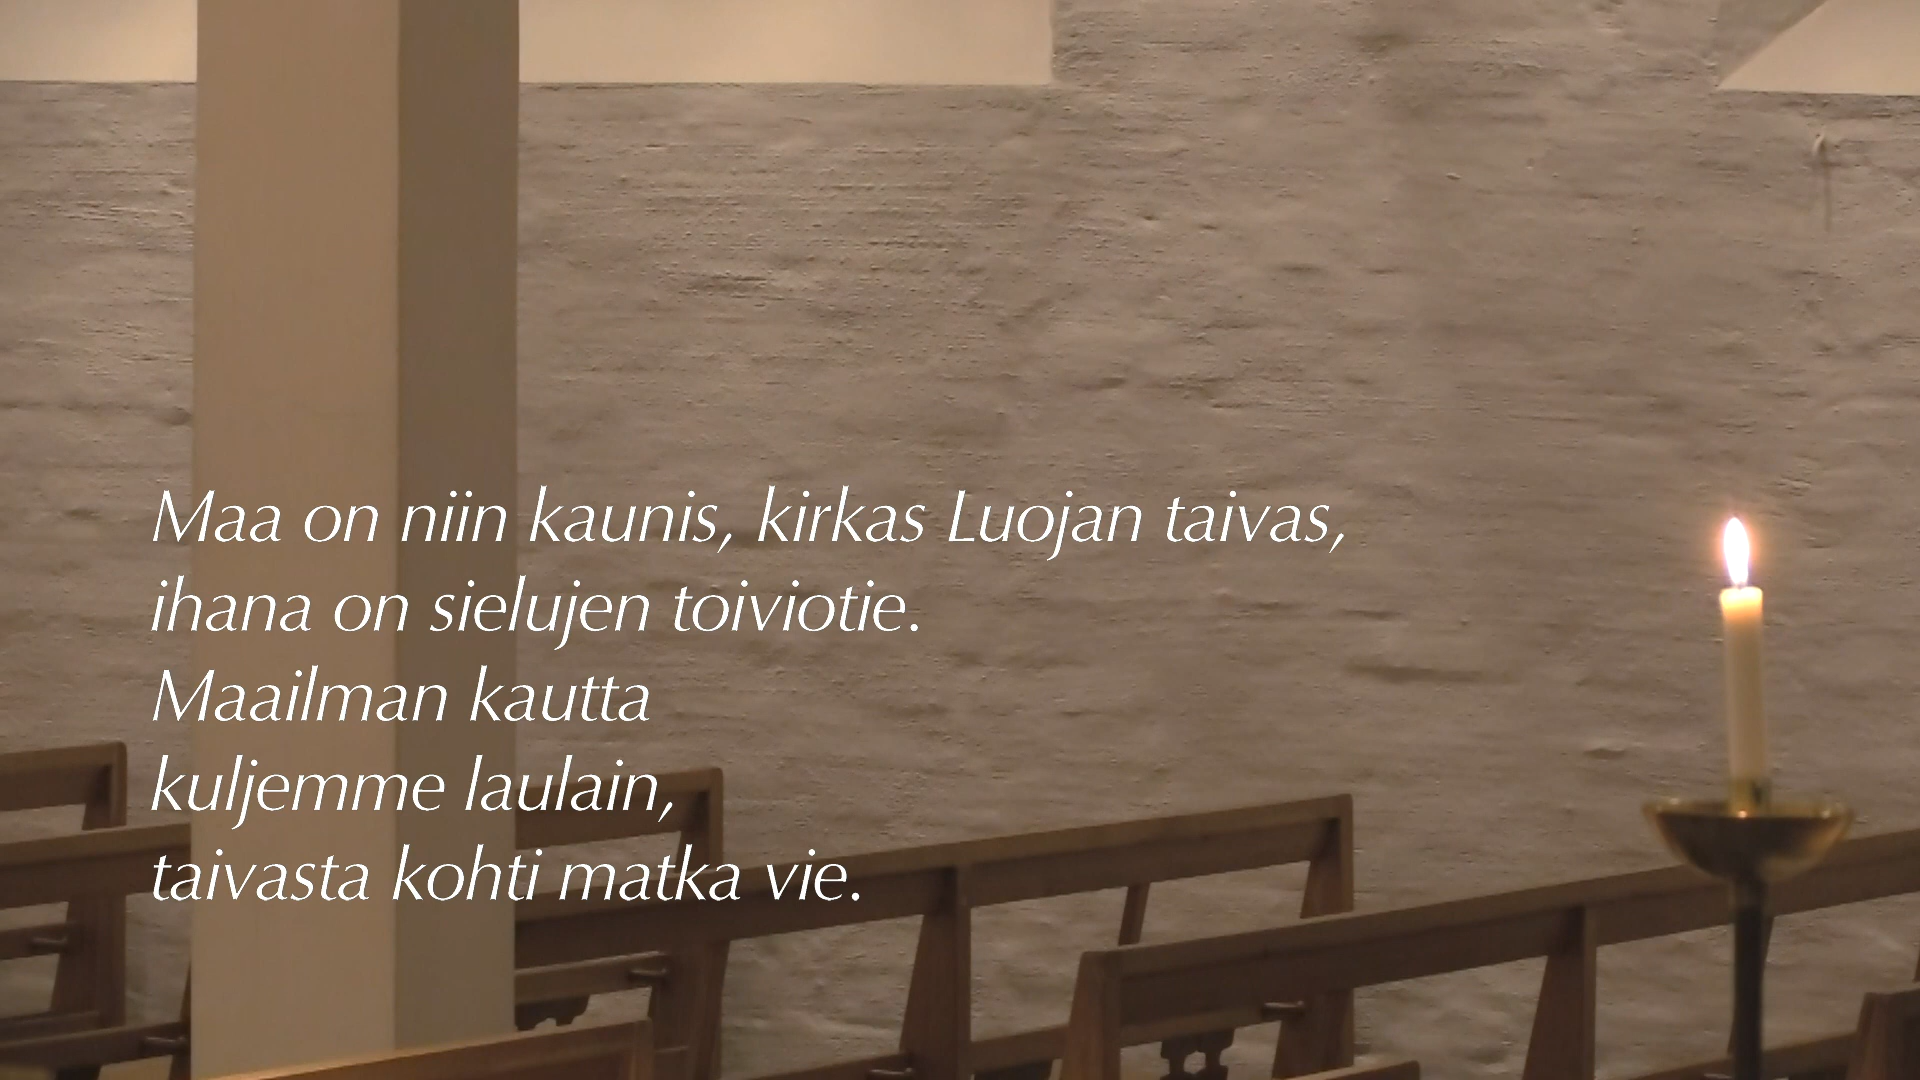 Maa on niin kaunis, kirkas Luojan taivas,
ihana on sielujen toiviotie.
Maailman kautta
kuljemme laulain,
taivasta kohti matka vie.